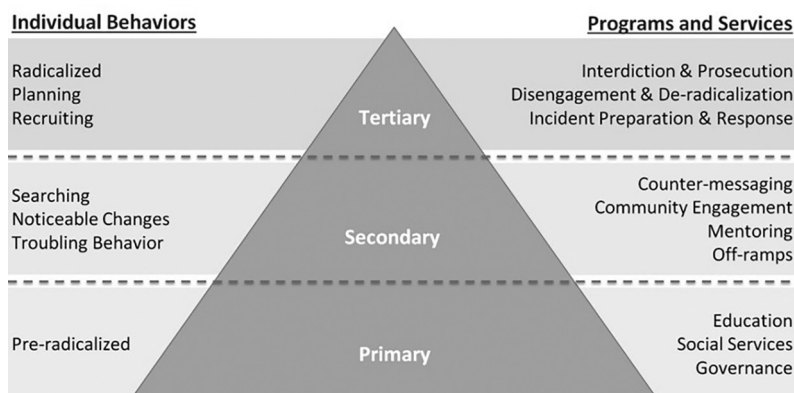 Individual Behaviors
Programs and Services
Radicalized
Planning
Recruiting
Tertiary
Interdiction & Prosecution
Disengagement & De-radicalization
Incident Preparation & Response
Searching
Noticeable Changes
Troubling Behavior
Secondary
Counter-messaging
Community Engagement
Mentoring
Off-ramps
Pre-radicalized
Primary
Education
Social Services
Governance